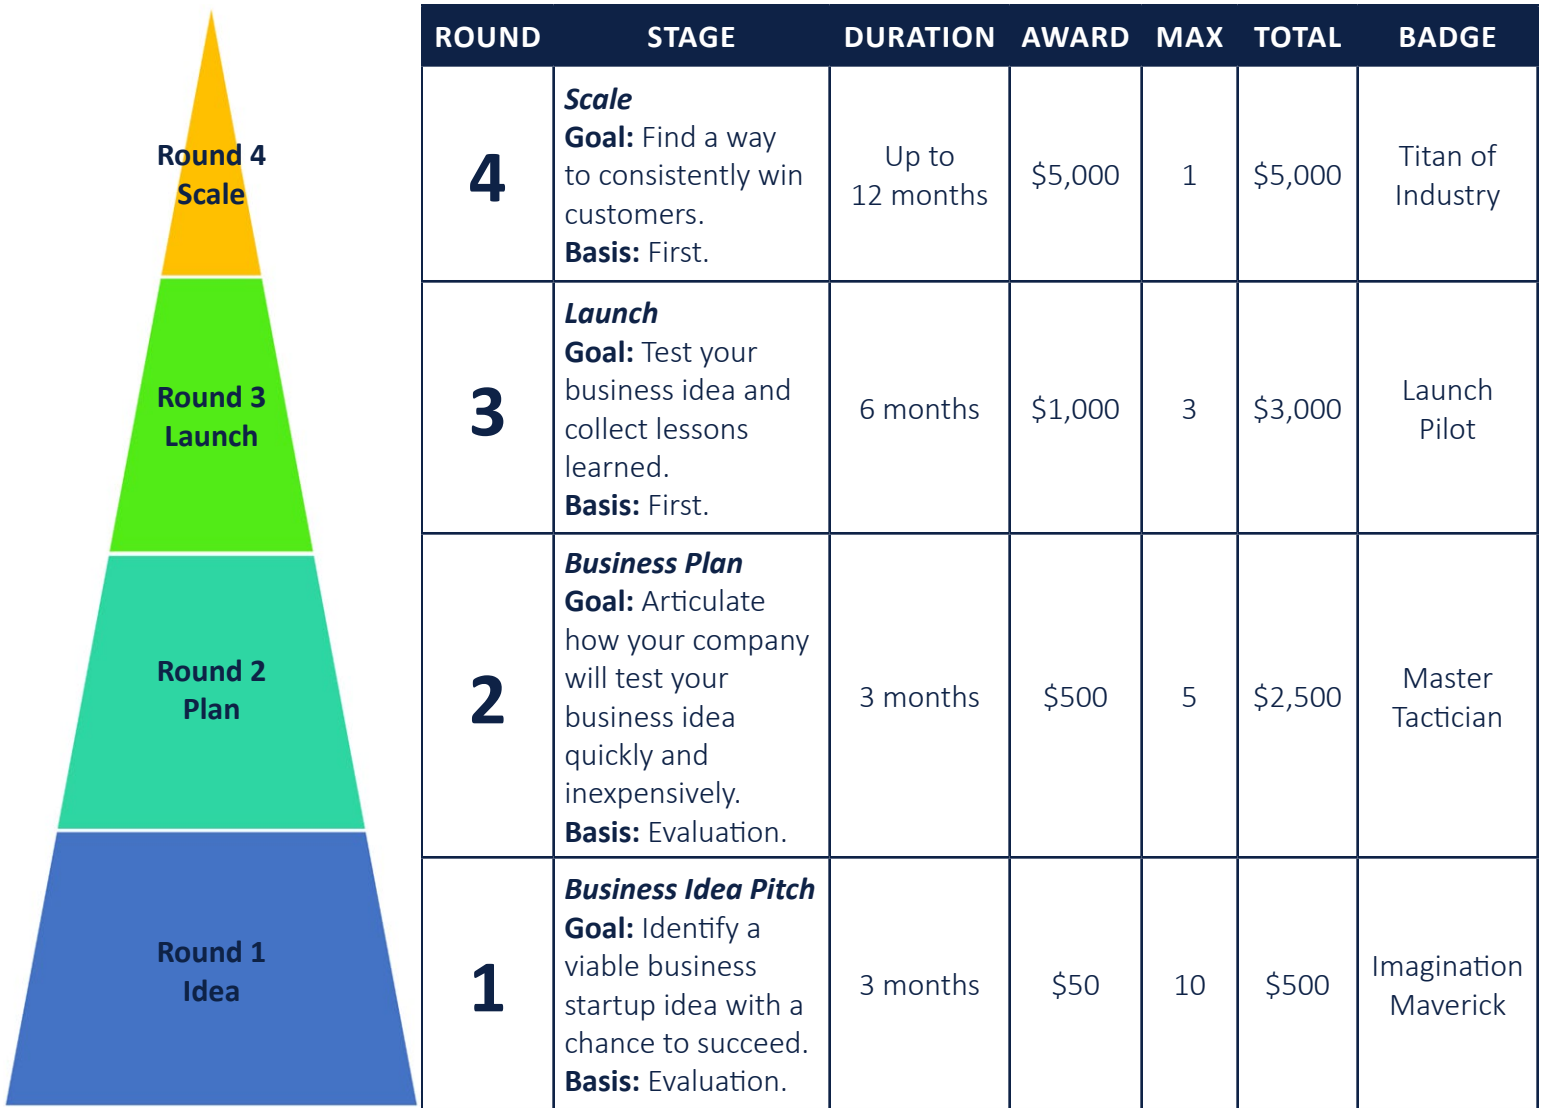 Round 4
Scale
Round 3
Launch
Round 2
Plan
Round 1
Idea
ROUND STAGE DURATION AWARD MAX TOTAL BADGE
4
Scale
Goal: Find a way
to consistently win
customers.
Basis: First.
Up to
12 months
$5,000
1
$5,000
Titan of
Industry
3
Launch
Goal: Test your
business idea and
collect lessons
learned.
Basis: First.
6 months
$1,000
3
$3,000
Launch
Pilot
2
Business Plan
Goal: Articulate
how your company
will test your
business idea
quickly and
inexpensively.
Basis: Evaluation.
3 months
$500
5
$2,500
Master
Tactician
1
Business Idea Pitch
Goal: Identify a
viable business
startup idea with a
chance to succeed.
Basis: Evaluation.
3 months
$50
10
$500
Imagination
Maverick